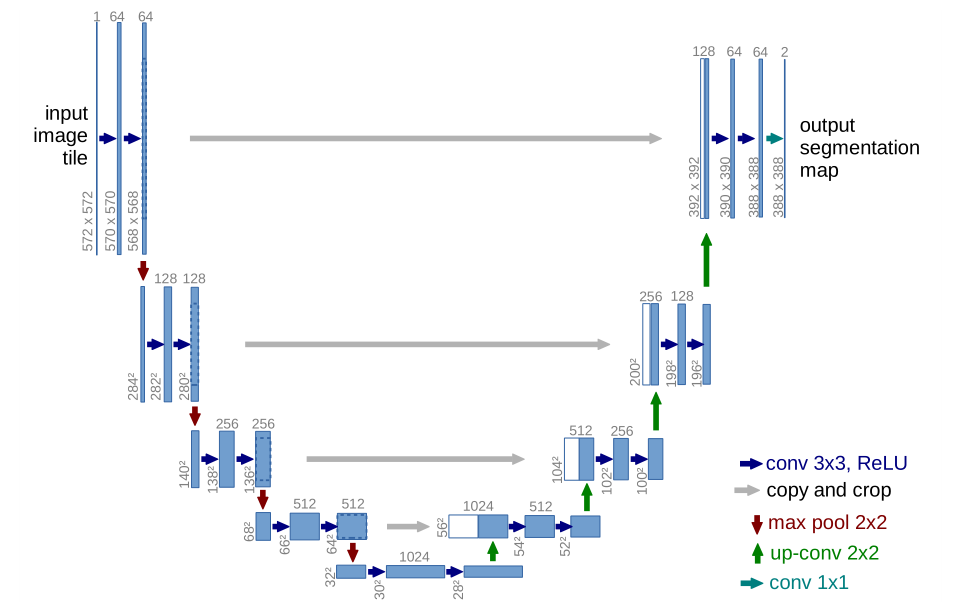 1 64 64
input
image
tile
572 x 572
570 x 570
568 x 568
128
64 64 2
output
segmentation
map
392 x 392
390 x 390
388 x 388
388 x 388
128 128
284²
282²
280²
256 128
200²
198²
196²
256 256
140²
138²
136²
512 256
104²
102²
100²
512 512
68²
66²
64²
1024 512
56²
54²
52²
1024
32²
30²
28²
conv 3x3, ReLU
copy and crop
max pool 2x2
up-conv 2x2
conv 1x1